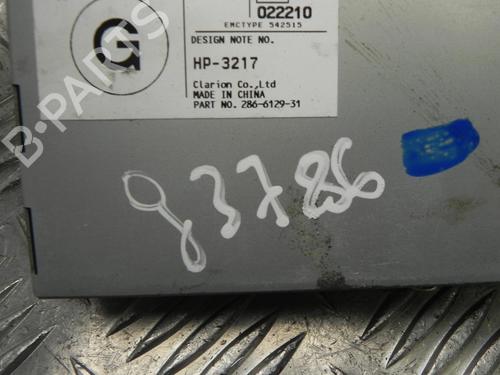 022210
EMCTYPE 542515
DESIGN NOTE NO.
HP-3217
Clarion Co.,Ltd
MADE IN CHINA
PART NO. 286-6129-31
B-PARTS
83786